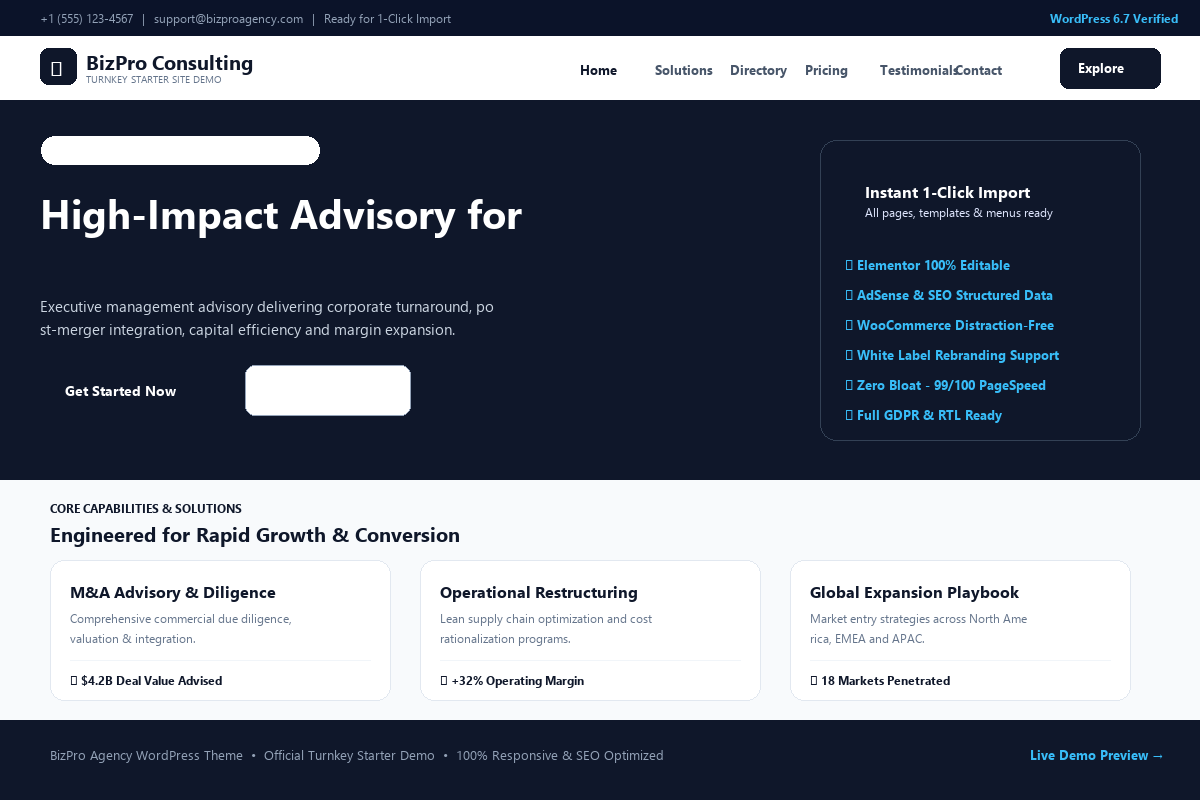 +1 (555) 123-4567 | support@bizproagency.com | Ready for 1-Click Import
WordPress 6.7 Verified
BizPro Consulting
TURNKEY STARTER SITE DEMO
Home Solutions Directory Pricing Testimonials Contact
Explore
High-Impact Advisory for
Executive management advisory delivering corporate turnaround, po
st-merger integration, capital efficiency and margin expansion.
Get Started Now
Instant 1-Click Import
All pages, templates & menus ready
Elementor 100% Editable
AdSense & SEO Structured Data
WooCommerce Distraction-Free
White Label Rebranding Support
Zero Bloat - 99/100 PageSpeed
Full GDPR & RTL Ready
CORE CAPABILITIES & SOLUTIONS
Engineered for Rapid Growth & Conversion
M&A Advisory & Diligence
Comprehensive commercial due diligence,
valuation & integration.
$4.2B Deal Value Advised
Operational Restructuring
Lean supply chain optimization and cost
rationalization programs.
+32% Operating Margin
Global Expansion Playbook
Market entry strategies across North Ame
rica, EMEA and APAC.
18 Markets Penetrated
BizPro Agency WordPress Theme • Official Turnkey Starter Demo • 100% Responsive & SEO Optimized
Live Demo Preview →